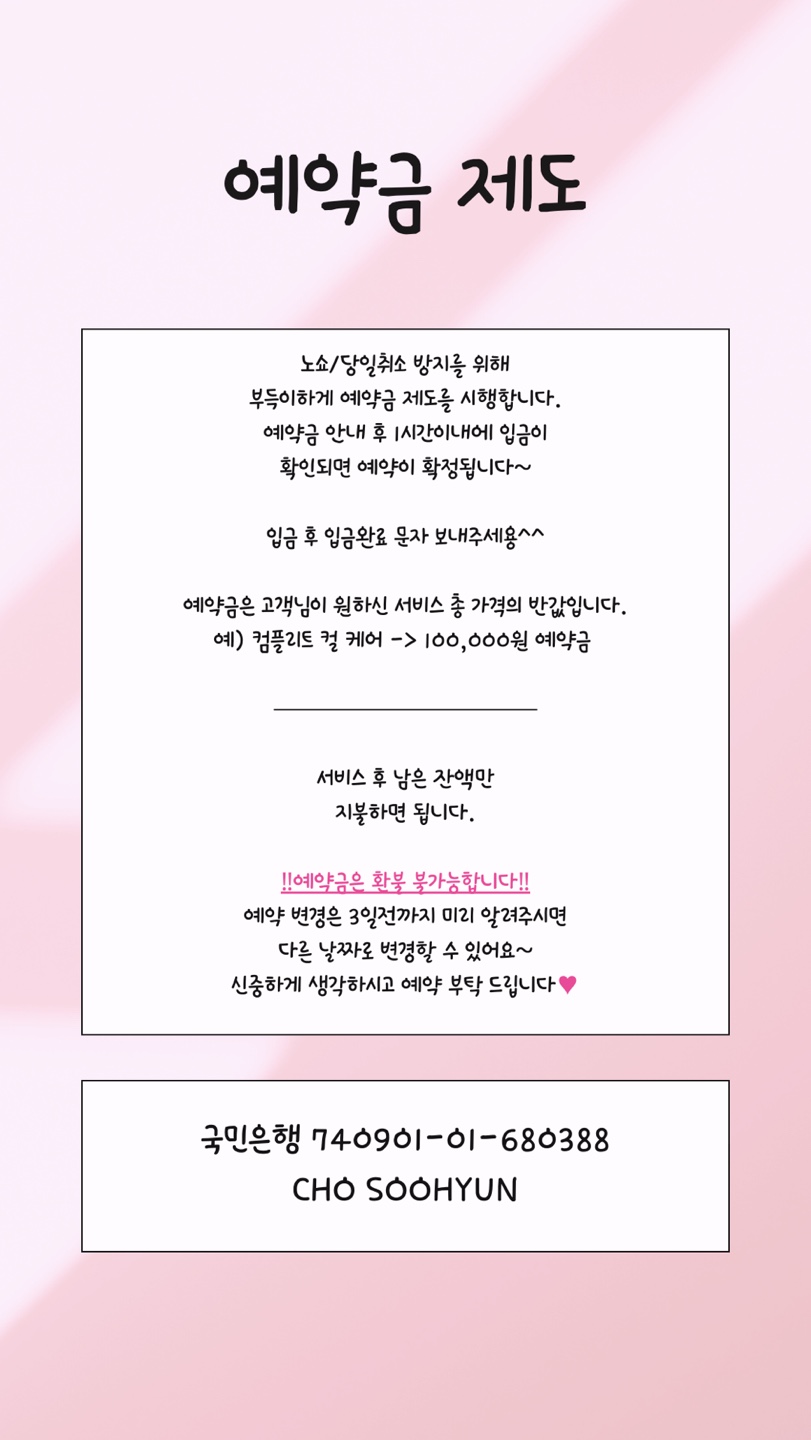 예약금 제도
노쇼/당일취소 방지를 위해
부득이하게 예약금 제도를 시행합니다.
예약금 안내 후 1시간이내에 입금이
확인되면 예약이 확정됩니다~
입금 후 입금완료 문자 보내주세용^^
예약금은 고객님이 원하신 서비스 총 가격의 반값입니다.
예) 컴플리트 컬 케어 -> 100,000원 예약금
서비스 후 남은 잔액만
지불하면 됩니다.
!!예약금은 환불 불가능합니다!!
예약 변경은 3일전까지 미리 알려주시면
다른 날짜로 변경할 수 있어요~
신중하게 생각하시고 예약 부탁 드립니다♥
국민은행 740901-01-680388
CHO SOOHYUN